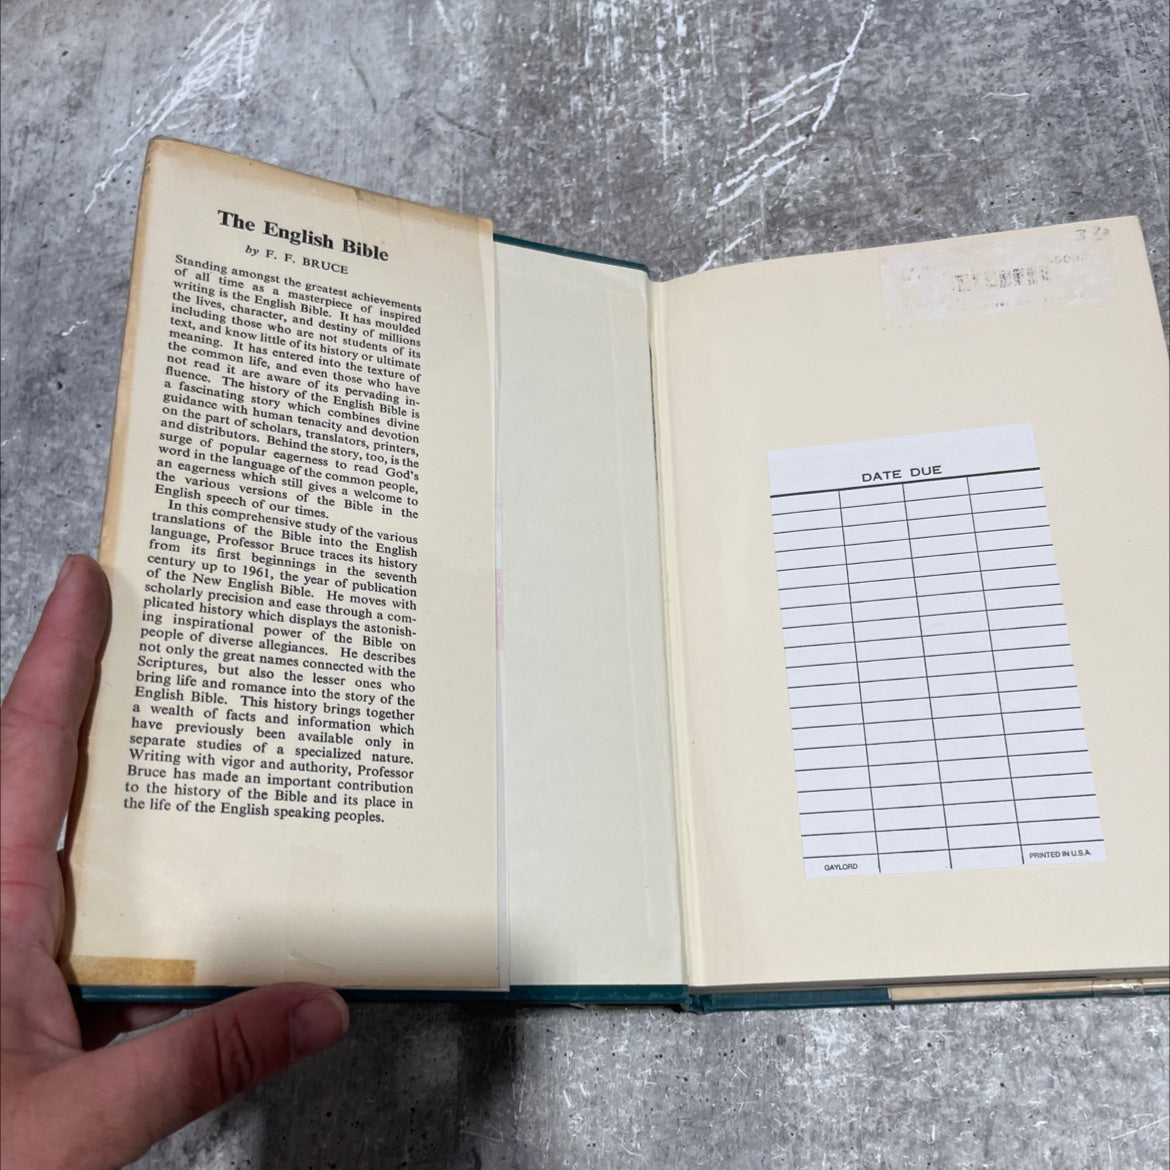 The English Bible
by F. F. BRUCE
Standing amongst the greatest achievements
of all time as a masterpiece of inspired
writing is the English Bible. It has moulded
the lives, character, and destiny of millions
including those who are not students of its
text, and know little of its history or ultimate
meaning. It has entered into the texture of
the common life, and even those who have
not read it are aware of its pervading in-
fluence. The history of the English Bible is
a fascinating story which combines divine
guidance with human tenacity and devotion
on the part of scholars, translators, printers,
and distributors. Behind the story, too, is the
surge of popular eagerness to read God's
word in the language of the common people,
an eagerness which still gives a welcome to
the various versions of the Bible in the
English speech of our times.
In this comprehensive study of the various
translations of the Bible into the English
language, Professor Bruce traces its history
from its first beginnings in the seventh
century up to 1961, the year of publication
of the New English Bible. He moves with
scholarly precision and ease through a com-
plicated history which displays the astonish-
ing inspirational power of the Bible on
people of diverse allegiances. He describes
not only the great names connected with the
Scriptures, but also the lesser ones who
bring life and romance into the story of the
English Bible. This history brings together
a wealth of facts and information which
have previously been available only in
separate studies of a specialized nature.
Writing with vigor and authority, Professor
Bruce has made an important contribution
to the history of the Bible and its place in
the life of the English speaking peoples.
DATE DUE
GAYLORD
PRINTED IN U.S.A.